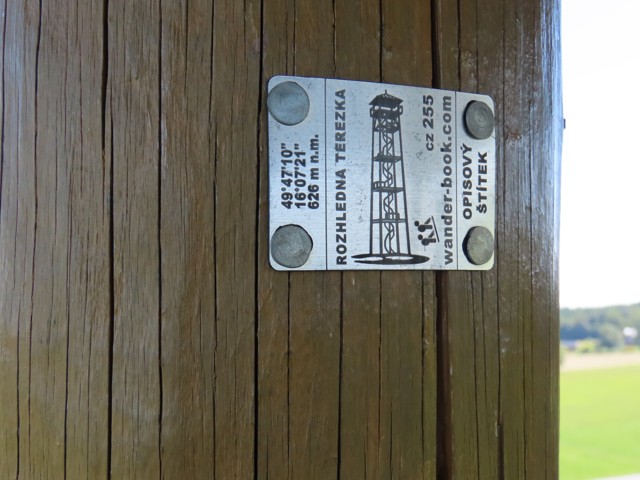 49°47'10"
16°07'21"
626 m n.m.
ROZHLEDNA TEREZKA
cz 255
wander-book.com
OPISOVÝ
ŠTÍTEK